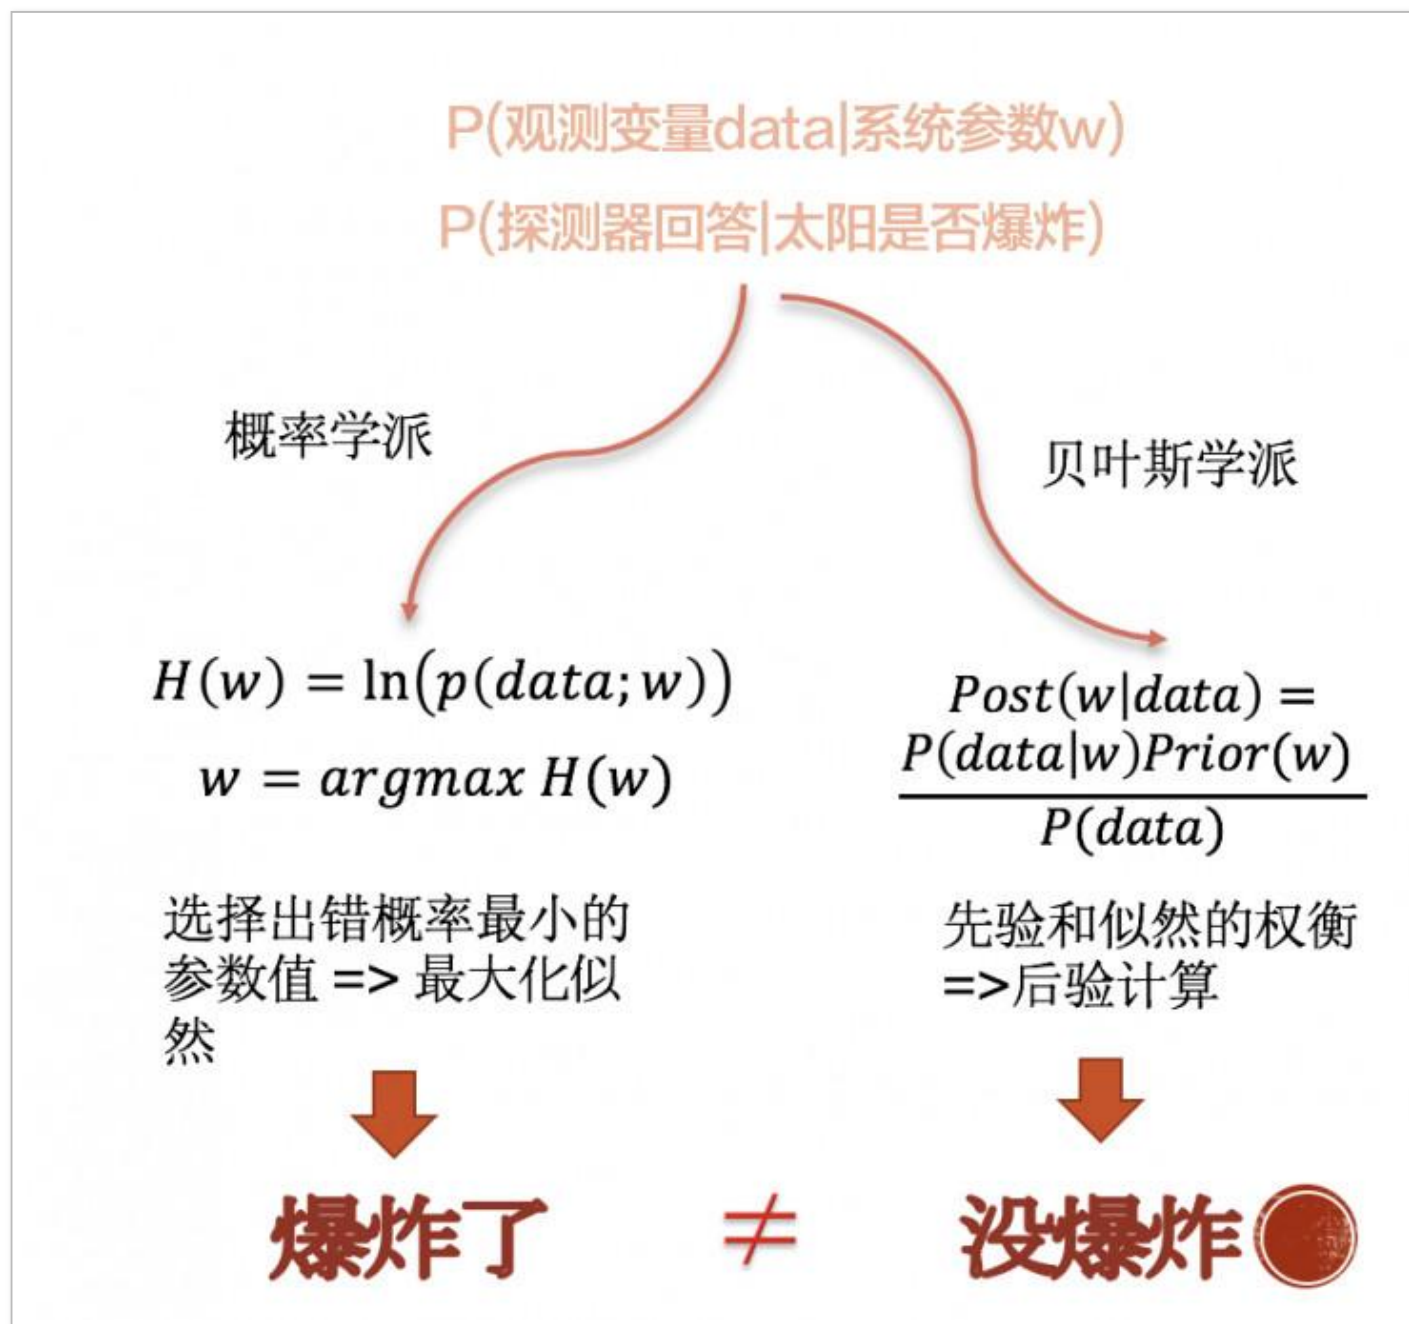 P(观测变量data|系统参数w)
P(探测器回答|太阳是否爆炸)
概率学派
贝叶斯学派
H(w) = ln(p(data; w))
w = argmax H(w)
Post(w|data) =
P(data|w)Prior(w)
P(data)
选择出错概率最小的
参数值 => 最大化似
然
先验和似然的权衡
=>后验计算
爆炸了 ≠ 没爆炸